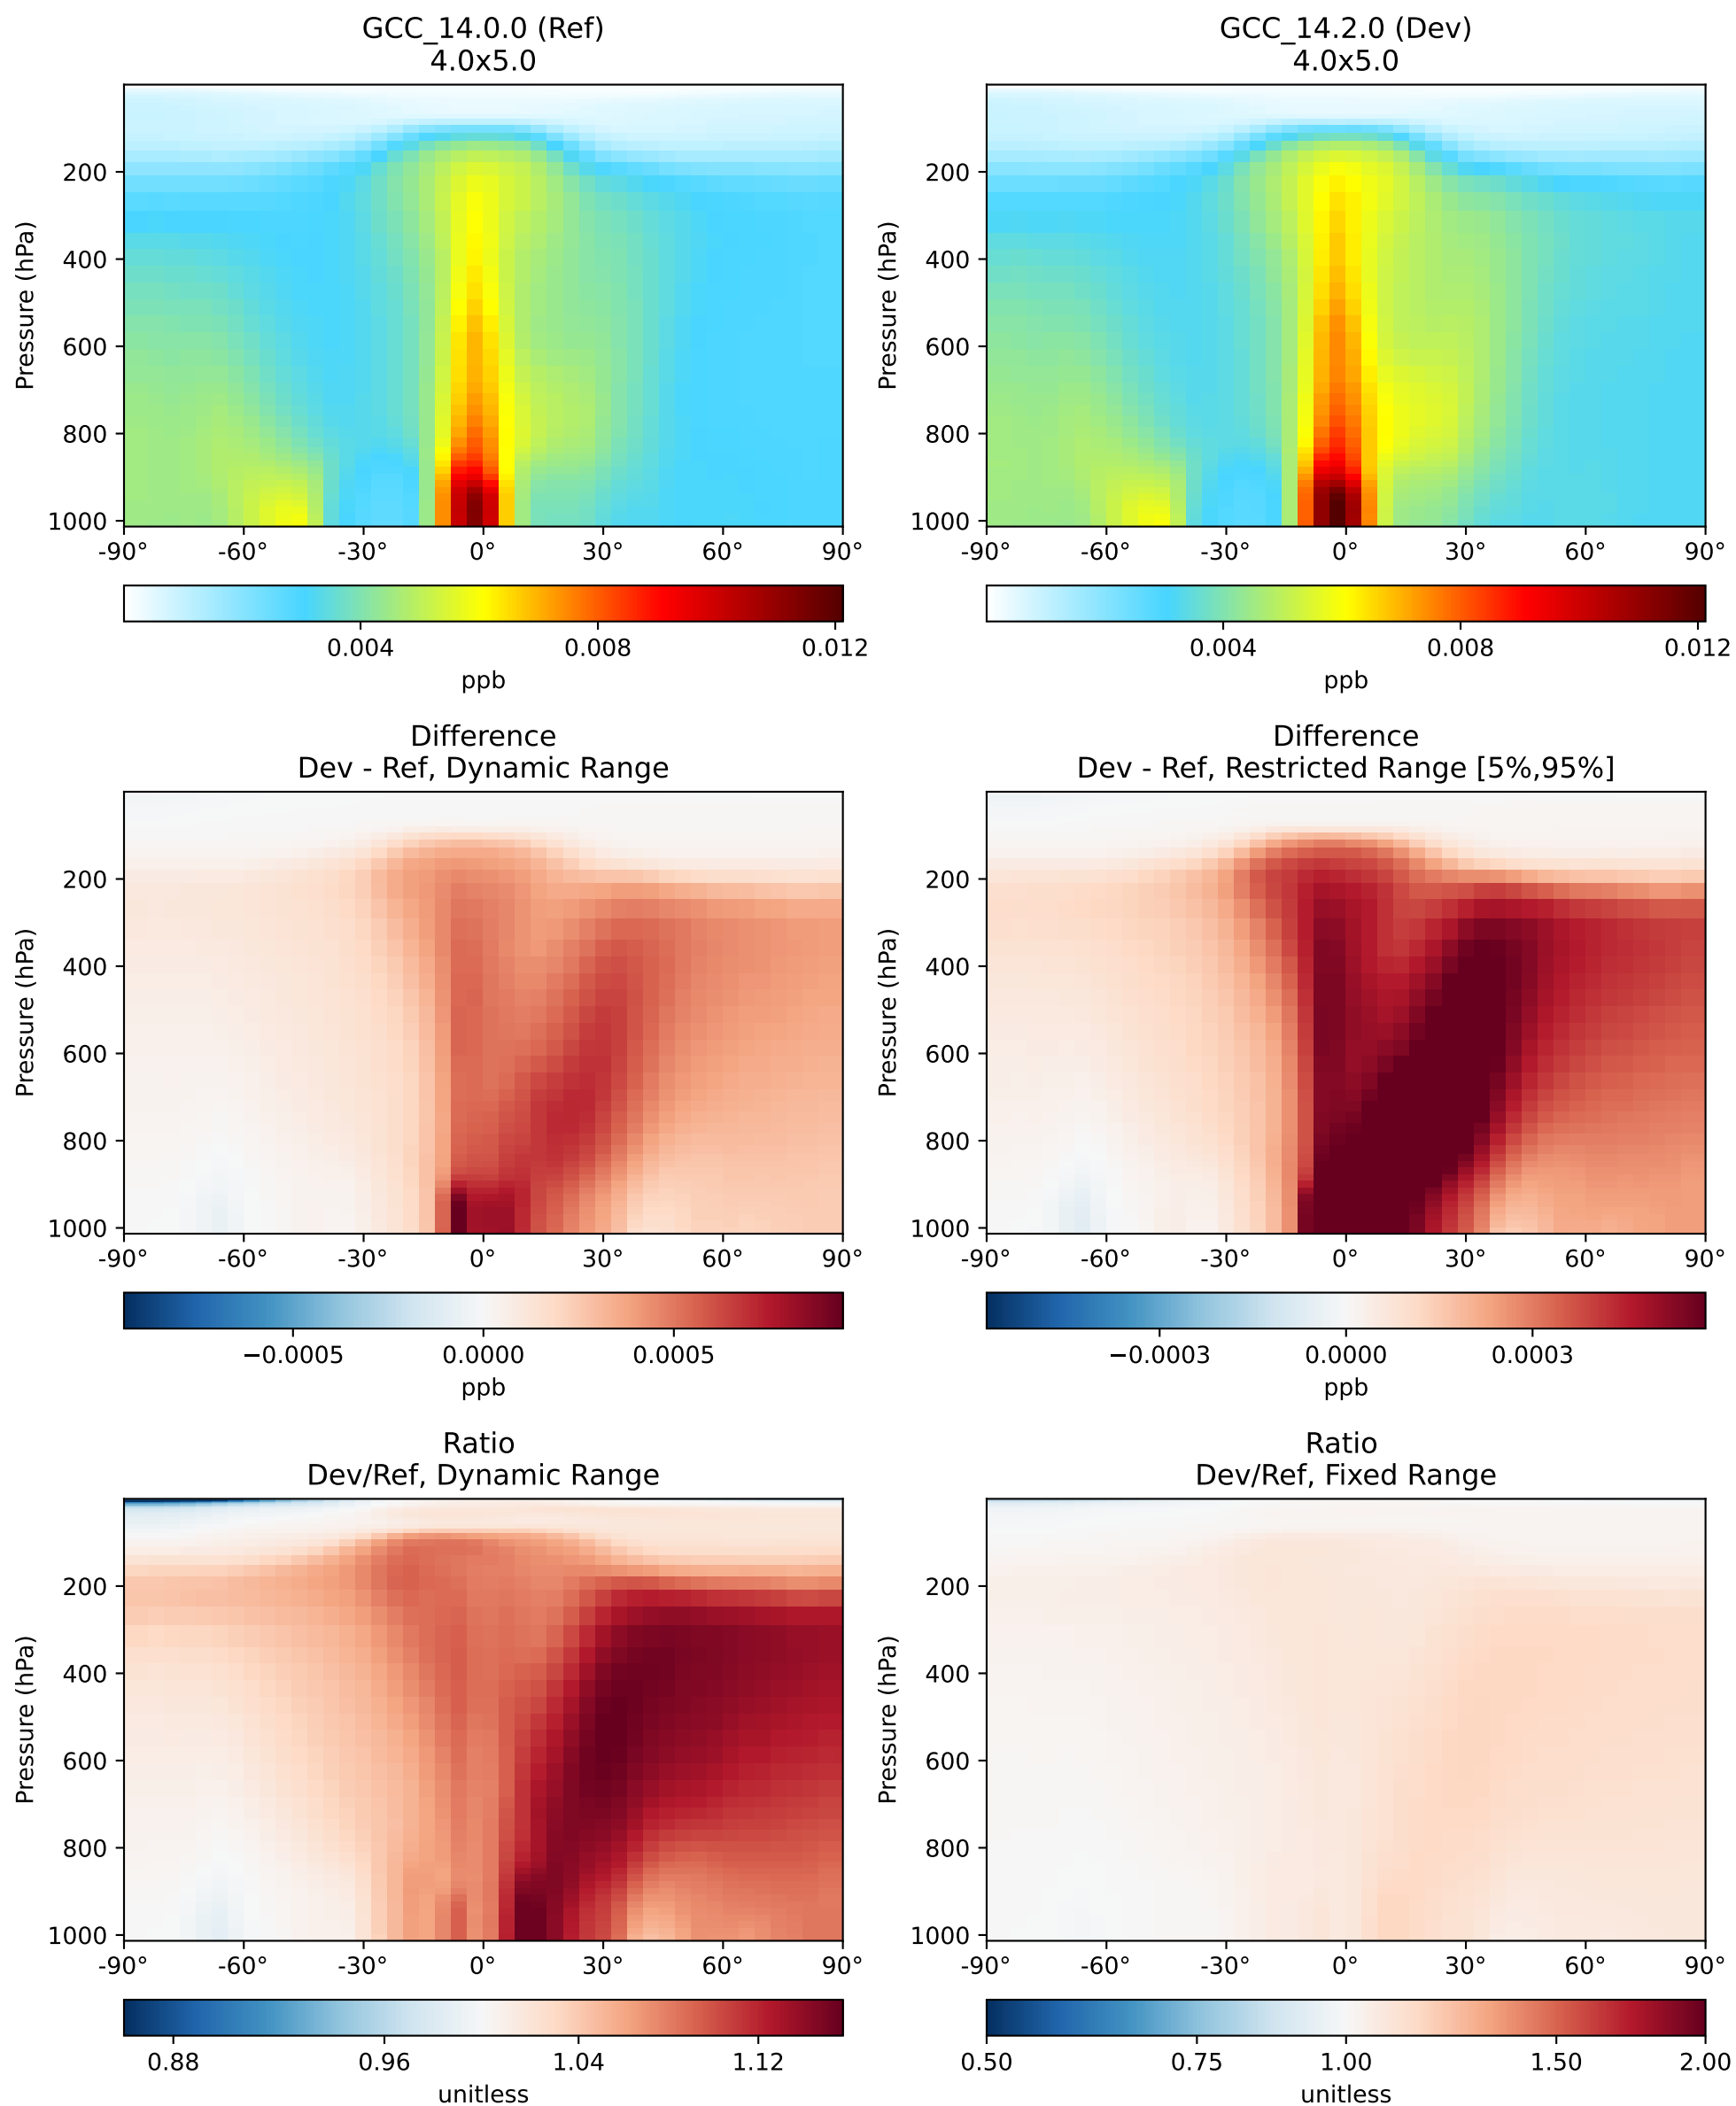 GCC_14.0.0 (Ref)
4.0x5.0
Pressure (hPa)
200
400
600
800
1000
-90° -60° -30° 0° 30° 60° 90°
0.004 0.008 0.012
ppb
GCC_14.2.0 (Dev)
4.0x5.0
Pressure (hPa)
200
400
600
800
1000
-90° -60° -30° 0° 30° 60° 90°
0.004 0.008 0.012
ppb
Difference
Dev - Ref, Dynamic Range
Pressure (hPa)
200
400
600
800
1000
-90° -60° -30° 0° 30° 60° 90°
−0.0005 0.0000 0.0005
ppb
Difference
Dev - Ref, Restricted Range [5%,95%]
Pressure (hPa)
200
400
600
800
1000
-90° -60° -30° 0° 30° 60° 90°
−0.0003 0.0000 0.0003
ppb
Ratio
Dev/Ref, Dynamic Range
Pressure (hPa)
200
400
600
800
1000
-90° -60° -30° 0° 30° 60° 90°
0.88 0.96 1.04 1.12
unitless
Ratio
Dev/Ref, Fixed Range
Pressure (hPa)
200
400
600
800
1000
-90° -60° -30° 0° 30° 60° 90°
0.50 0.75 1.00 1.50 2.00
unitless